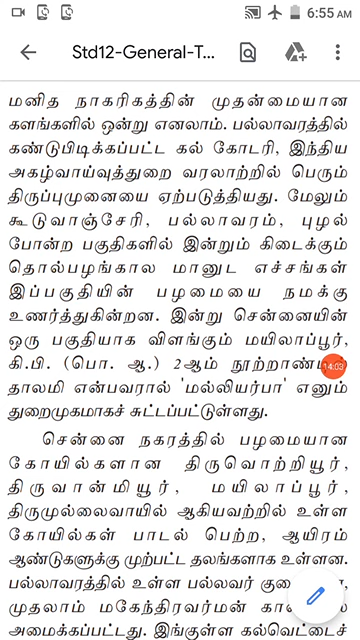 6:55 AM
Std12-General-T...
மனித நாகரிகத்தின் முதன்மையான
களங்களில் ஒன்று எனலாம். பல்லாவரத்தில்
கண்டுபிடிக்கப்பட்ட கல் கோடரி, இந்திய
அகழ்வாய்வுத்துறை வரலாற்றில் பெரும்
திருப்புமுனையை ஏற்படுத்தியது. மேலும்
கூடுவாஞ்சேரி, பல்லாவரம், புழல்
போன்ற பகுதிகளில் இன்றும் கிடைக்கும்
தொல்பழங்கால மானுட எச்சங்கள்
இப்பகுதியின் பழமையை நமக்கு
உணர்த்துகின்றன. இன்று சென்னையின்
ஒரு பகுதியாக விளங்கும் மயிலாப்பூர்,
கி.பி. (பொ. ஆ.) 2ஆம்
14:03
தாலமி என்பவரால் 'மல்லியர்பா' எனும்
துறைமுகமாகச் சுட்டப்பட்டுள்ளது.
சென்னை நகரத்தில் பழமையான
கோயில்களான திருவொற்றியூர்,
திருவான்மியூர், மயிலாப்பூர்,
திருமுல்லைவாயில் ஆகியவற்றில் உள்ள
கோயில்கள் பாடல் பெற்ற, ஆயிரம்
ஆண்டுகளுக்கு முற்பட்ட தலங்களாக உள்ளன.
பல்லாவரத்தில் உள்ள பல்லவர்
முதலாம் மகேந்திரவர்மன்
அமைக்கப்பட்டது. இங்குள்ள கல்வெட்டைச்